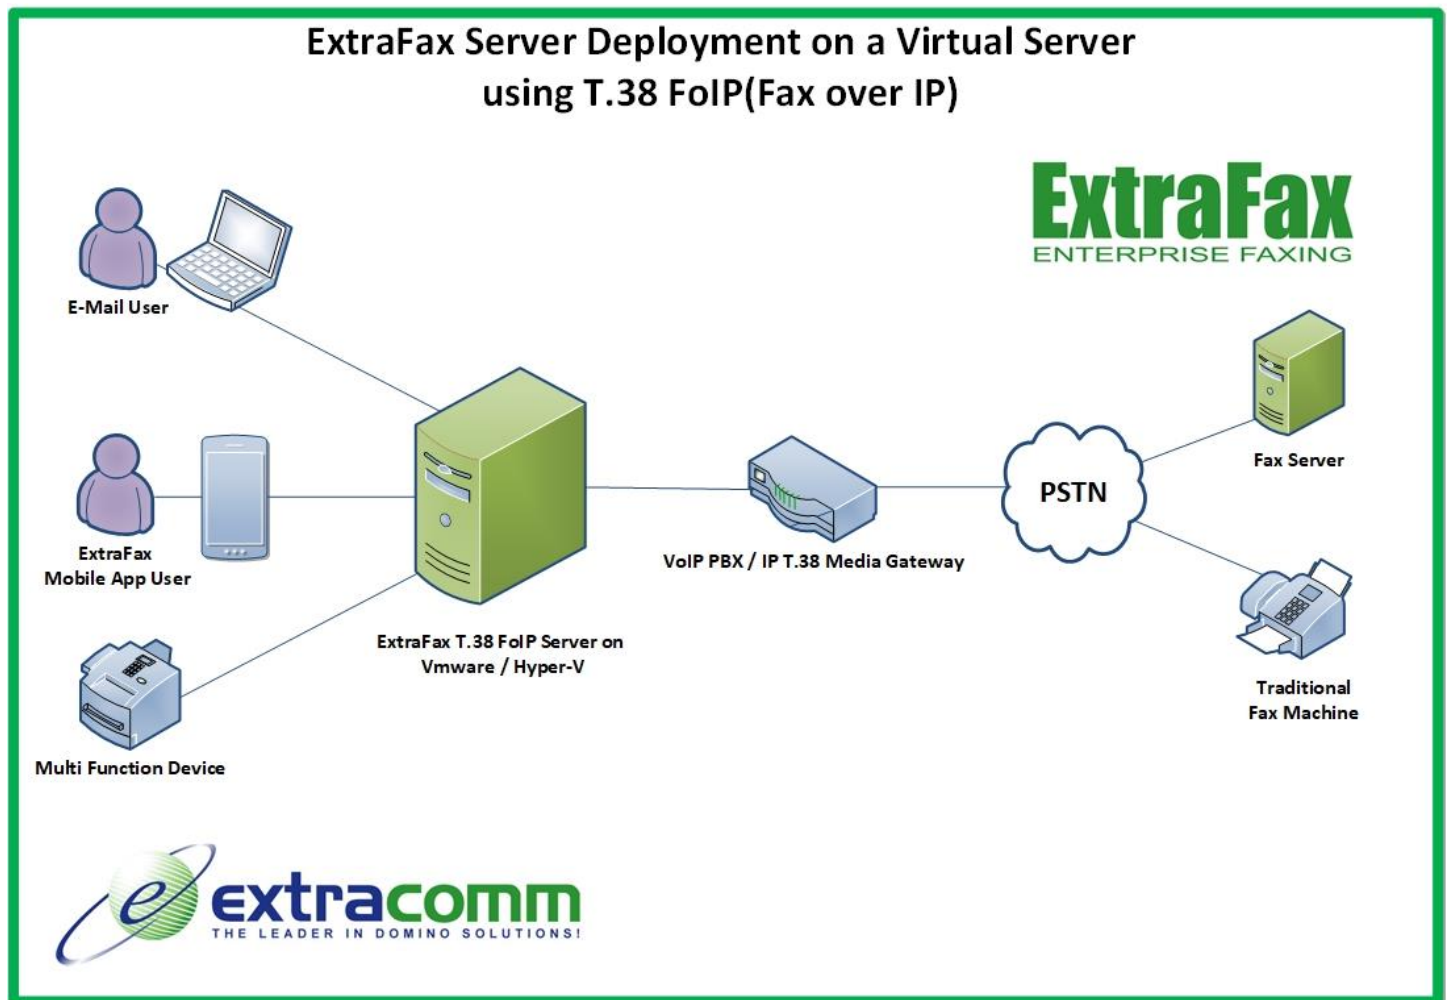 ExtraFax Server Deployment on a Virtual Server
using T.38 FoIP(Fax over IP)
ExtraFax
ENTERPRISE FAXING
E-Mail User
Fax Server
PSTN
ExtraFax
Mobile App User
VoIP PBX / IP T.38 Media Gateway
ExtraFax T.38 FoIP Server on
Vmware / Hyper-V
Traditional
Fax Machine
Multi Function Device
e extracomm
THE LEADER IN DOMINO SOLUTIONS!